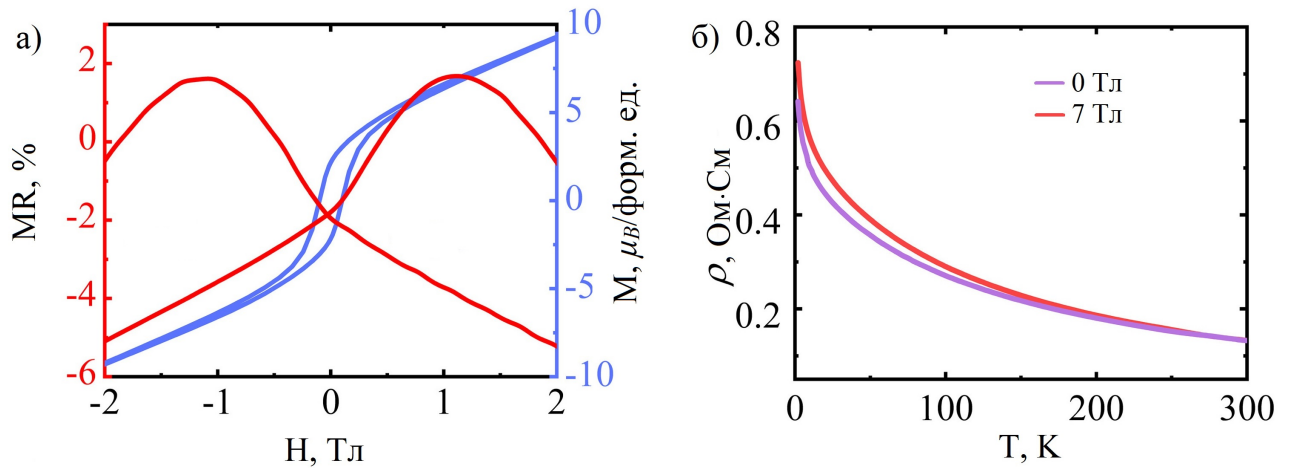 а)
MR, %
2
0
-2
-4
-6
-2
-1
0
1
2
H, Тл
10
5
0
-5
-10
M, μB/форм. ед.
б)
ρ, Ом·См
0.8
0.6
0.4
0.2
0
100
200
300
T, K
0 Тл
7 Тл